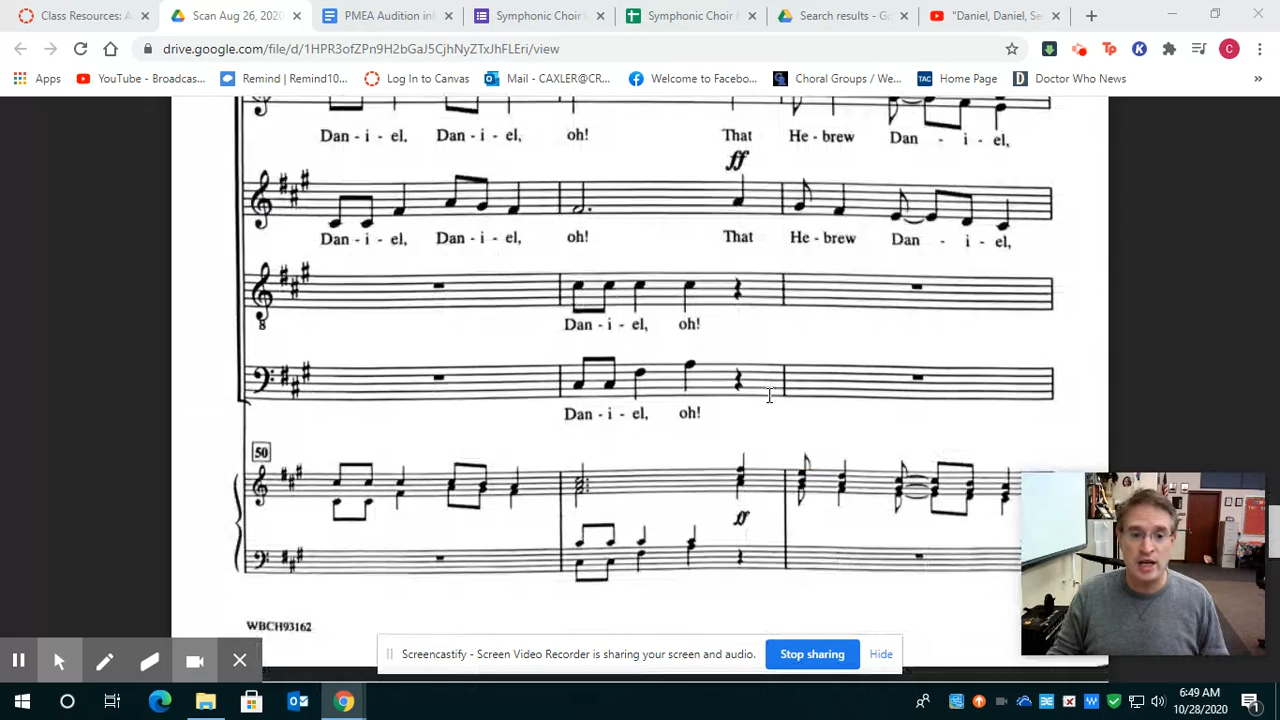 Class Resources: A
Scan Aug 26, 2020
PMEA Audition in
Symphonic Choir
Symphonic Choir
Search results - Go
"Daniel, Daniel, Se
drive.google.com/file/d/1HPR3ofZPn9H2bGaJ5CjhNyZTxJhFLEri/view
C
Apps
YouTube - Broadcas...
Remind | Remind10...
Log In to Canvas
Mail - CAXLER@CR...
Welcome to Facebo...
Choral Groups / We...
TAC
Home Page
Doctor Who News
»
Dan - i - el, Dan - i - el, oh! That He - brew Dan - i - el,
ff
Dan - i - el, Dan - i - el, oh! That He - brew Dan - i - el,
8
Dan - i - el, oh!
Dan - i - el, oh!
50
ff
WBCH93162
Screencastify - Screen Video Recorder is sharing your screen and audio.
Stop sharing
Hide
6:49 AM
10/28/2020